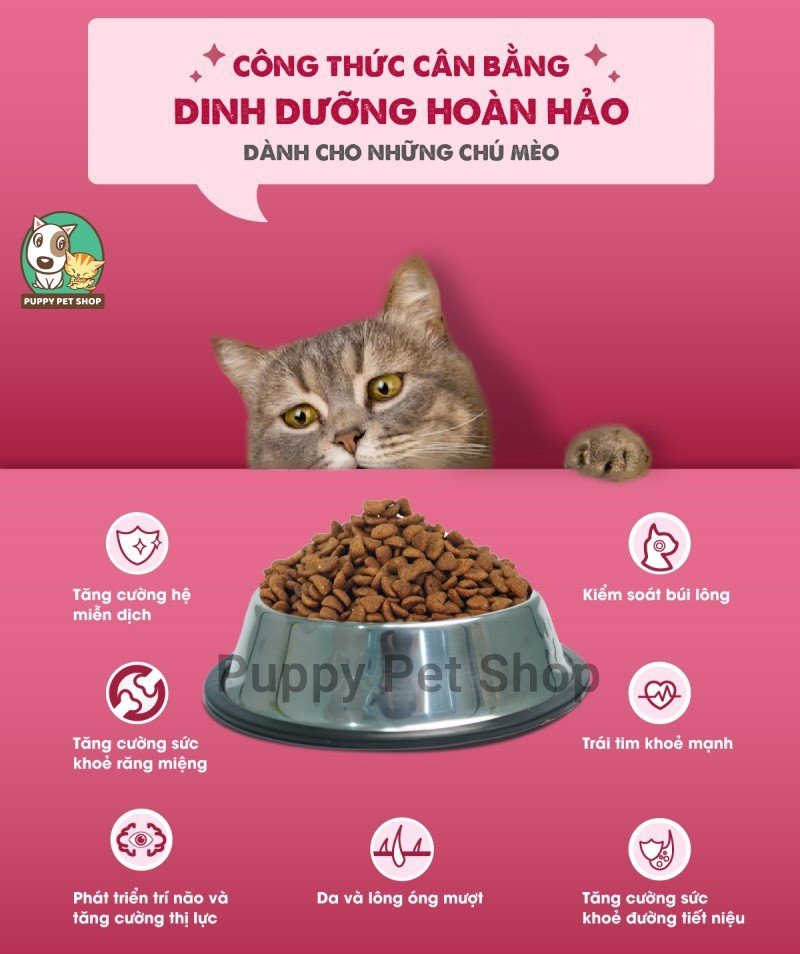 CÔNG THỨC CÂN BẰNG
DINH DƯỠNG HOÀN HẢO
DÀNH CHO NHỮNG CHÚ MÈO
PUPPY PET SHOP
Tăng cường hệ
miễn dịch
Kiểm soát búi lông
Puppy Pet Shop
Tăng cường sức
khoẻ răng miệng
Trái tim khoẻ mạnh
Phát triển trí não và
tăng cường thị lực
Da và lông óng mượt
Tăng cường sức
khoẻ đường tiết niệu